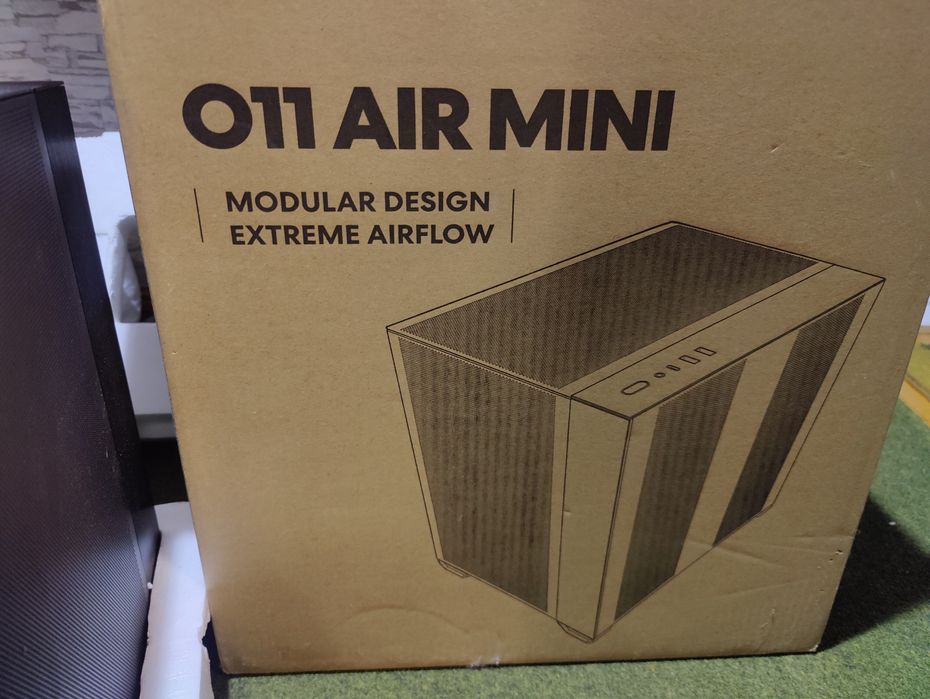 O11 AIR MINI
MODULAR DESIGN
EXTREME AIRFLOW